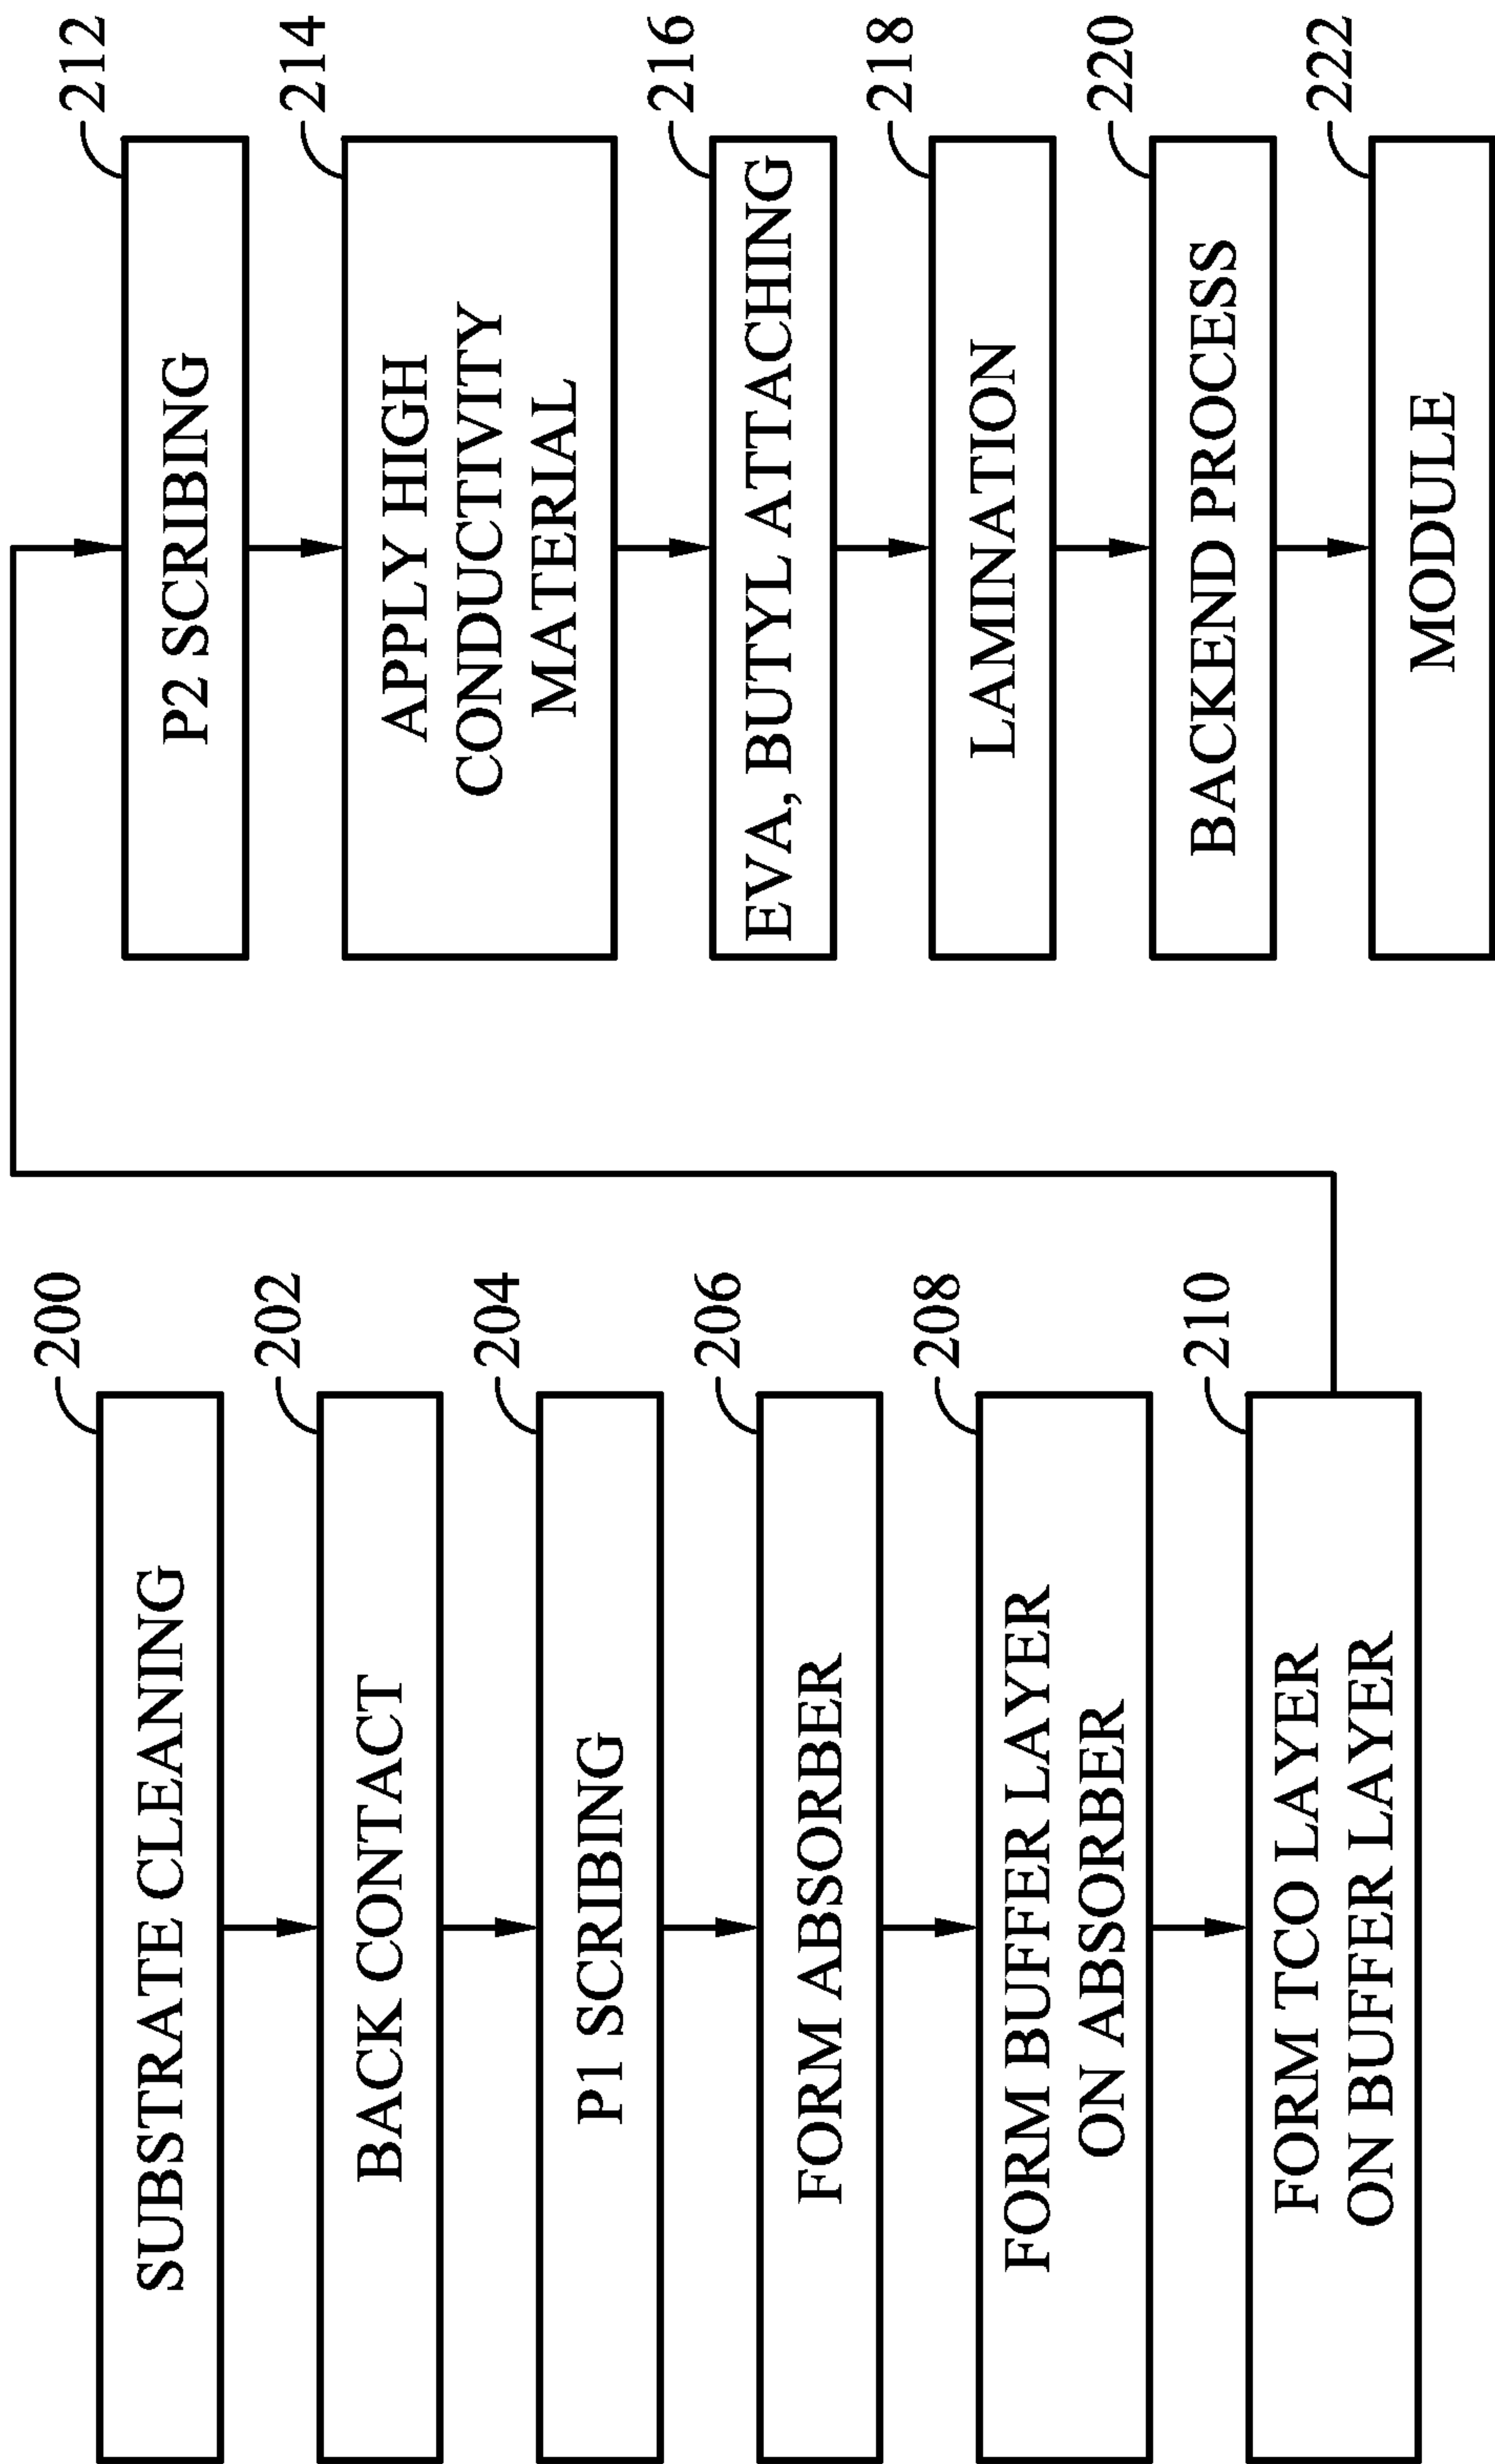 200
SUBSTRATE CLEANING
202
BACK CONTACT
204
P1 SCRIBING
206
FORM ABSORBER
208
FORM BUFFER LAYER
ON ABSORBER
210
FORM TCO LAYER
ON BUFFER LAYER
212
P2 SCRIBING
214
APPLY HIGH
CONDUCTIVITY
MATERIAL
216
EVA, BUTYL ATTACHING
218
LAMINATION
220
BACKEND PROCESS
222
MODULE